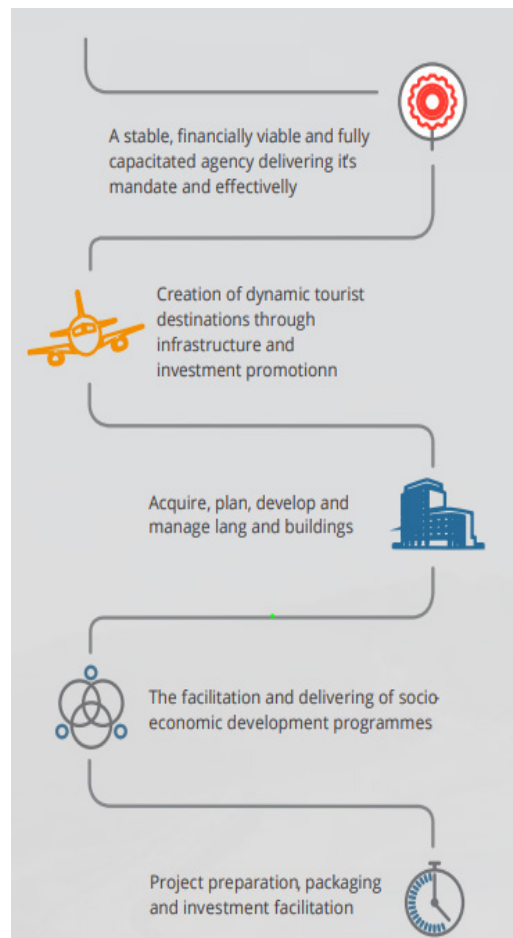 A stable, financially viable and fully
capacitated agency delivering it's
mandate and effectivelly
Creation of dynamic tourist
destinations through
infrastructure and
investment promotionn
Acquire, plan, develop and
manage lang and buildings
The facilitation and delivering of socio-
economic development programmes
Project preparation, packaging
and investment facilitation